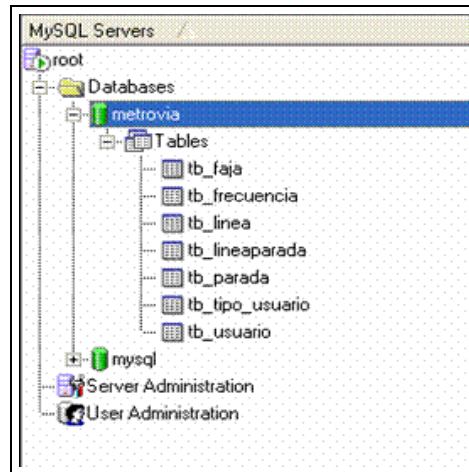 MySQL Servers
root
Databases
metrovia
Tables
tb_faja
tb_frecuencia
tb_linea
tb_lineaparada
tb_parada
tb_tipo_usuario
tb_usuario
mysql
Server Administration
User Administration